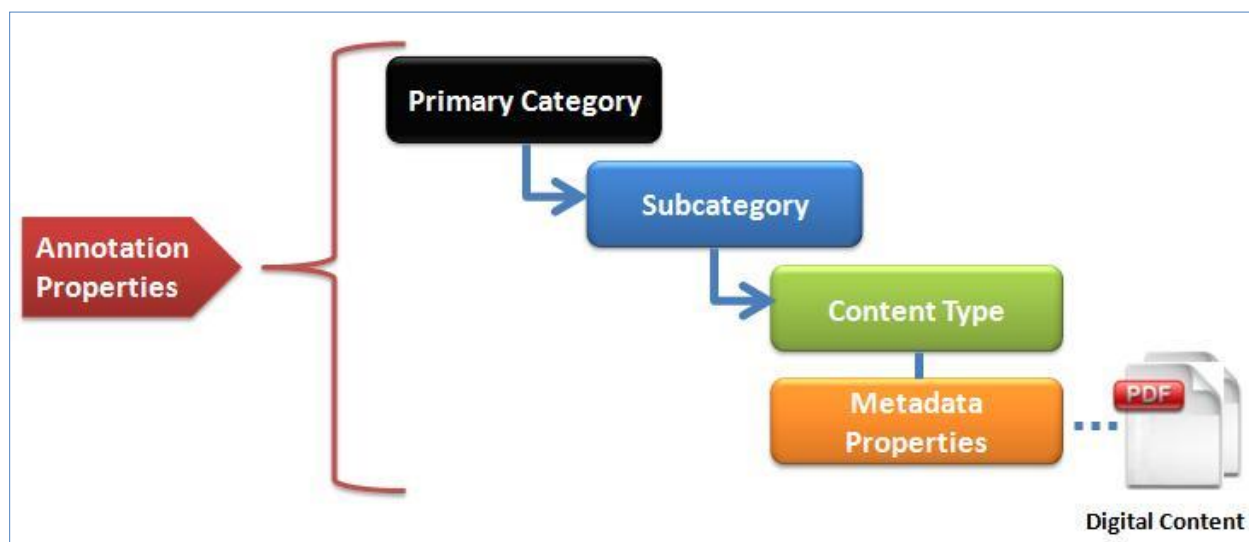 Primary Category
Subcategory
Annotation
Properties
Content Type
Metadata
Properties
PDF
Digital Content